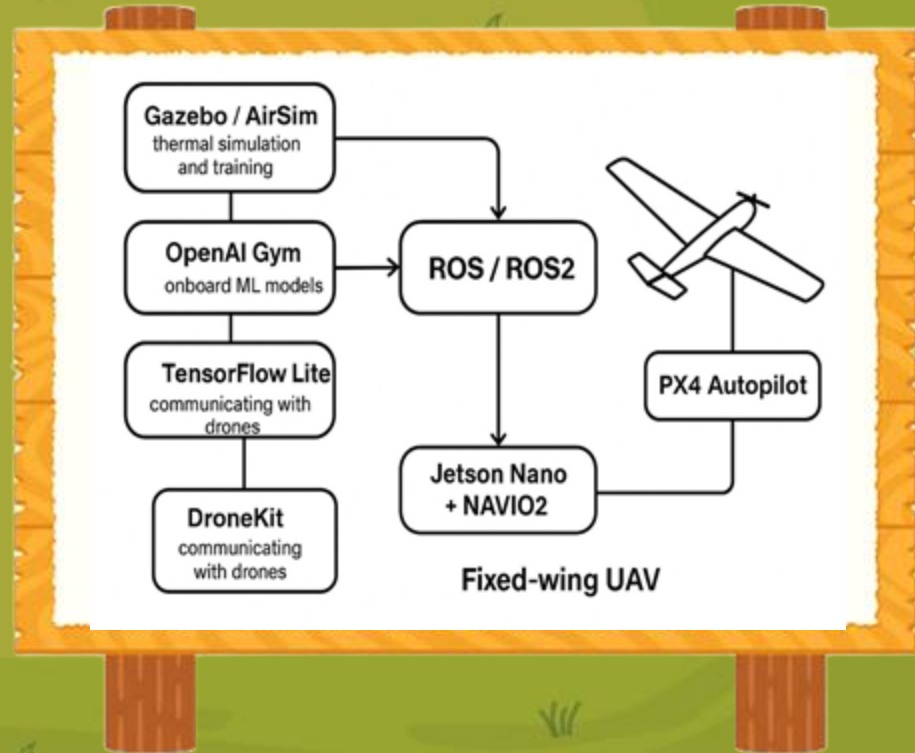 Gazebo / AirSim
thermal simulation
and training
OpenAI Gym
onboard ML models
TensorFlow Lite
communicating with
drones
DroneKit
communicating
with drones
ROS / ROS2
Jetson Nano
+ NAVIO2
PX4 Autopilot
Fixed-wing UAV